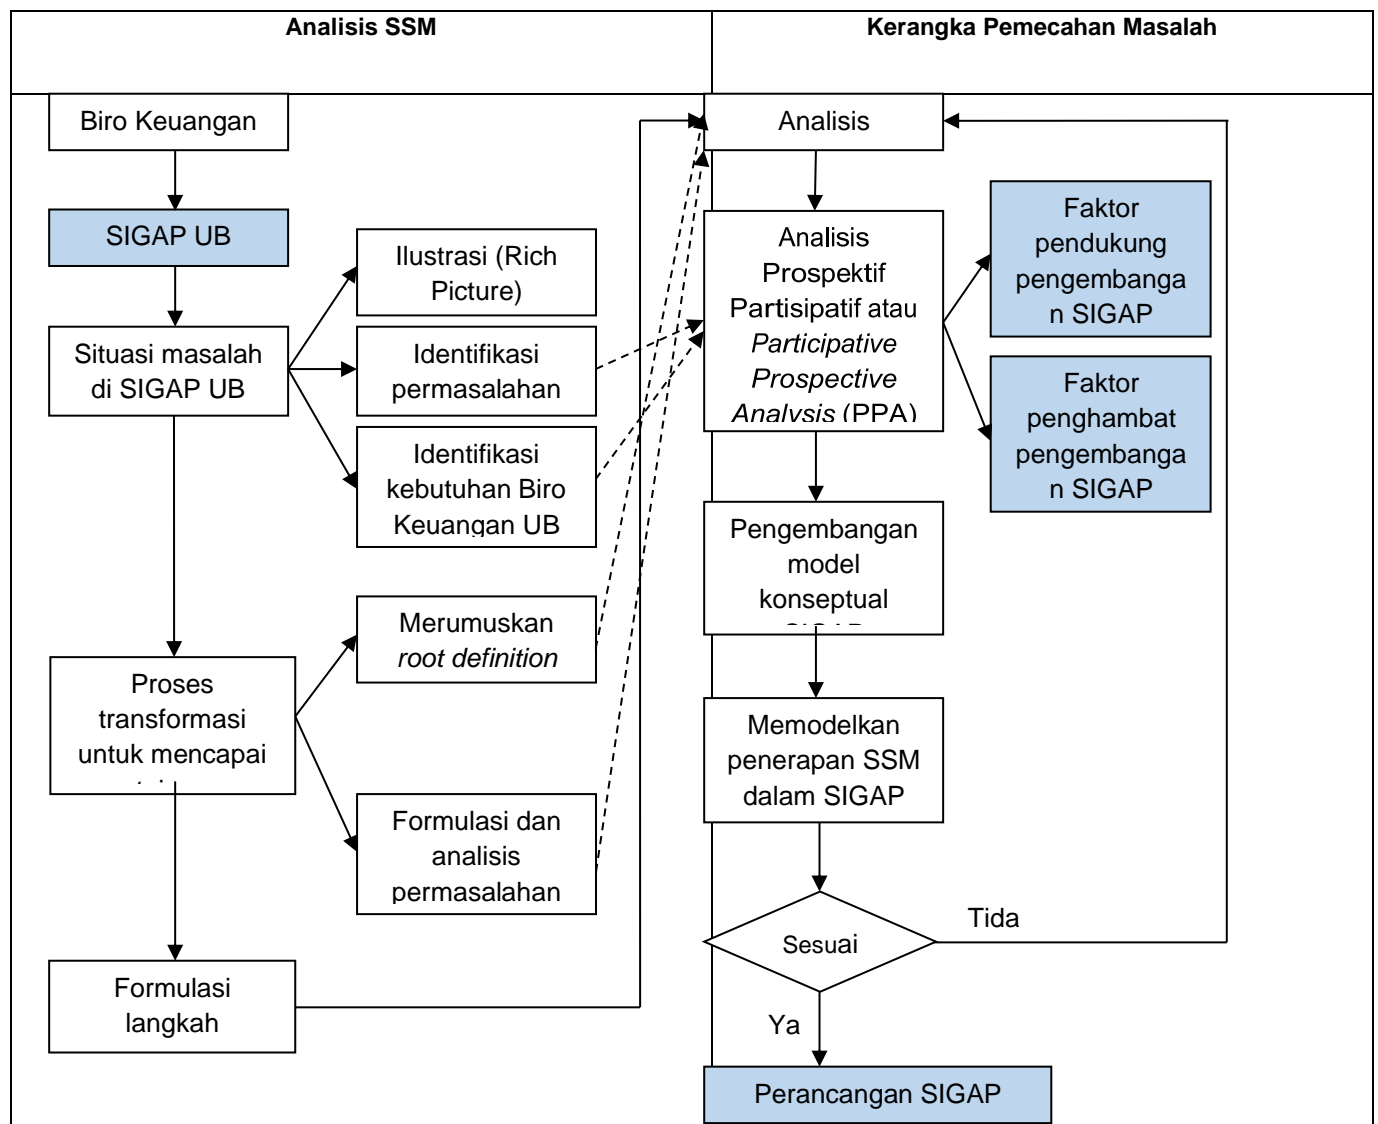 Analisis SSM
Kerangka Pemecahan Masalah
Biro Keuangan
SIGAP UB
Situasi masalah
di SIGAP UB
Ilustrasi (Rich
Picture)
Identifikasi
permasalahan
Identifikasi
kebutuhan Biro
Keuangan UB
Proses
transformasi
untuk mencapai
Merumuskan
root definition
Formulasi dan
analisis
permasalahan
Formulasi
langkah
Analisis
Analisis
Prospektif
Partisipatif atau
Participative
Prospective
Analysis (PPA)
Faktor
pendukung
pengembanga
n SIGAP
Faktor
penghambat
pengembanga
n SIGAP
Pengembangan
model
konseptual
SIGAP
Memodelkan
penerapan SSM
dalam SIGAP
Sesuai
Tida
Ya
Perancangan SIGAP